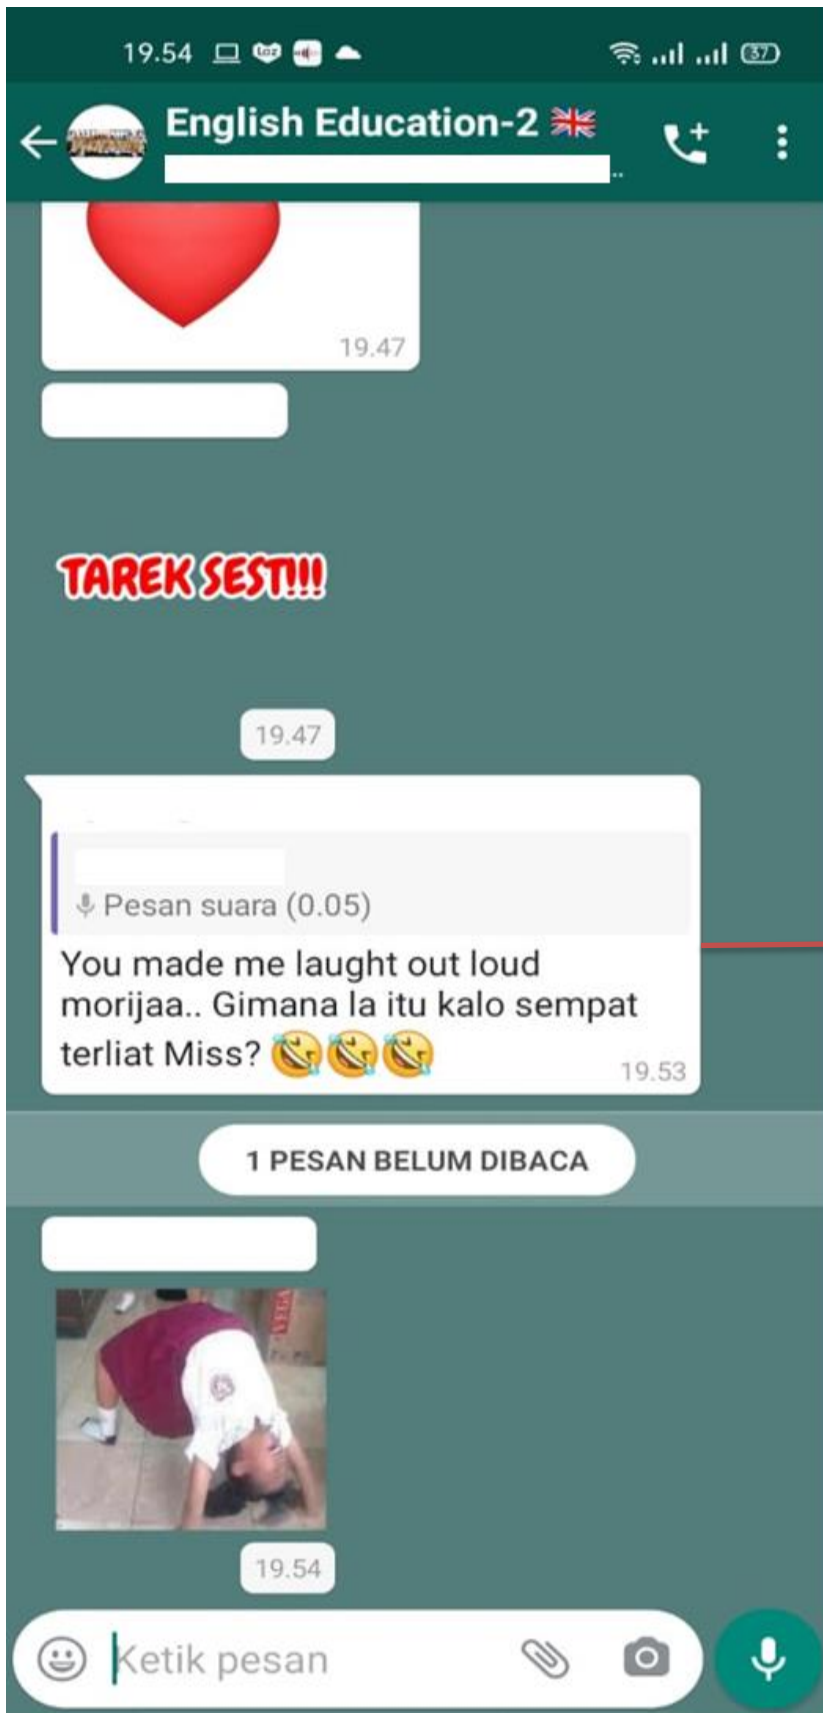 19.54
37
English Education-2
..
19.47
TAREK SEST!!!
19.47
Pesan suara (0.05)
You made me laught out loud
morijaa.. Gimana la itu kalo sempat
terliat Miss?
19.53
1 PESAN BELUM DIBACA
19.54
Ketik pesan